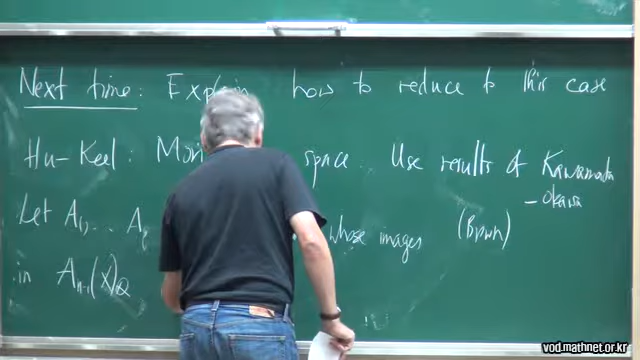 Next time: Explain how to reduce to this case
Hu-Keel: Mori space. Use results of Kawamata
- Okawa
Let A₁, ... A whose images (Brown)
in Aₙ₋₁(X)_Q
vod.mathnet.or.kr